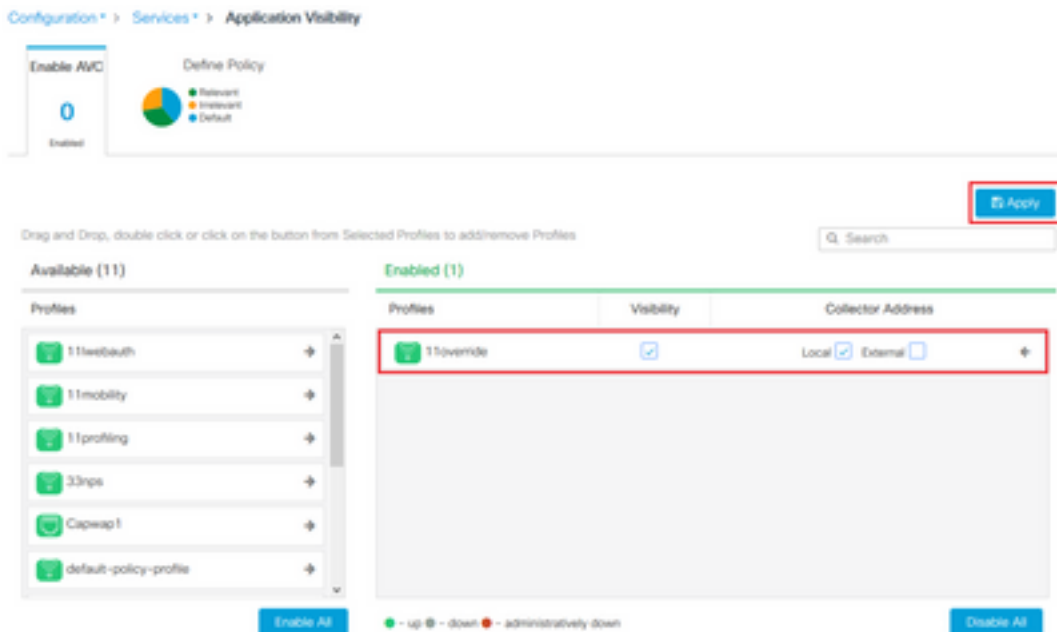 Configuration > Services > Application Visibility
Enable AVC
0
Enabled
Define Policy
Relevant
Irrelevant
Default
Apply
Drag and Drop, double click or click on the button from Selected Profiles to add/remove Profiles
Search
Available (11)
Enabled (1)
Profiles
Profiles Visibility Collector Address
11webauth
11override Local External
11mobility
11profiling
33nps
Capwap1
default-policy-profile
Enable All
- up - down - administratively down
Disable All